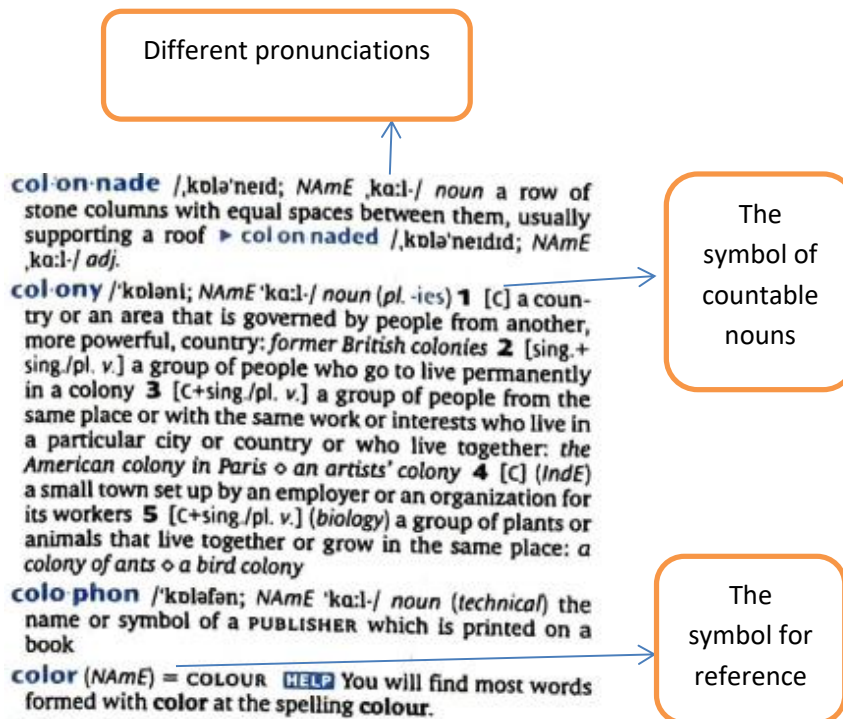 Different pronunciations
col·on·nade /ˌkɒləˈneɪd; NAmE ˌkɑːl-/ noun a row of
stone columns with equal spaces between them, usually
supporting a roof ▶ col·on·naded /ˌkɒləˈneɪdɪd; NAmE
ˌkɑːl-/ adj.
col·ony /ˈkɒləni; NAmE ˈkɑːl-/ noun (pl. -ies) 1 [C] a coun-
try or an area that is governed by people from another,
more powerful, country: former British colonies 2 [sing.+
sing./pl. v.] a group of people who go to live permanently
in a colony 3 [C+sing./pl. v.] a group of people from the
same place or with the same work or interests who live in
a particular city or country or who live together: the
American colony in Paris ⋄ an artists' colony 4 [C] (IndE)
a small town set up by an employer or an organization for
its workers 5 [C+sing./pl. v.] (biology) a group of plants or
animals that live together or grow in the same place: a
colony of ants ⋄ a bird colony
colo·phon /ˈkɒləfən; NAmE ˈkɑːl-/ noun (technical) the
name or symbol of a PUBLISHER which is printed on a
book
color (NAmE) = COLOUR HELP You will find most words
formed with color at the spelling colour.
The
symbol of
countable
nouns
The
symbol for
reference